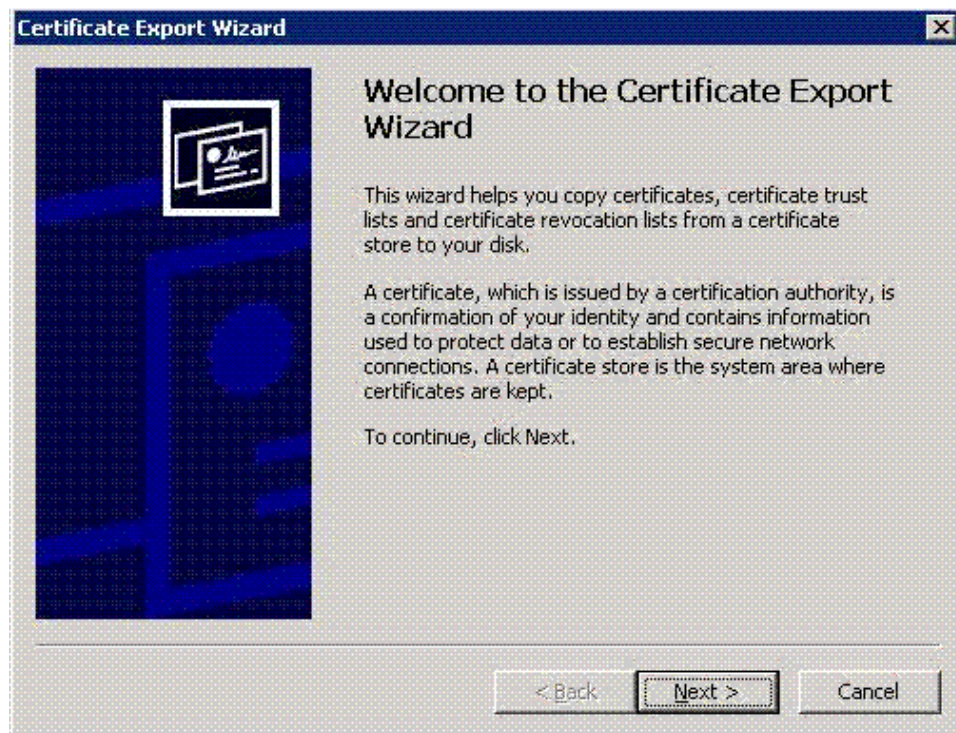 Certificate Export Wizard
Welcome to the Certificate Export
Wizard
This wizard helps you copy certificates, certificate trust
lists and certificate revocation lists from a certificate
store to your disk.
A certificate, which is issued by a certification authority, is
a confirmation of your identity and contains information
used to protect data or to establish secure network
connections. A certificate store is the system area where
certificates are kept.
To continue, click Next.
< Back
Next >
Cancel